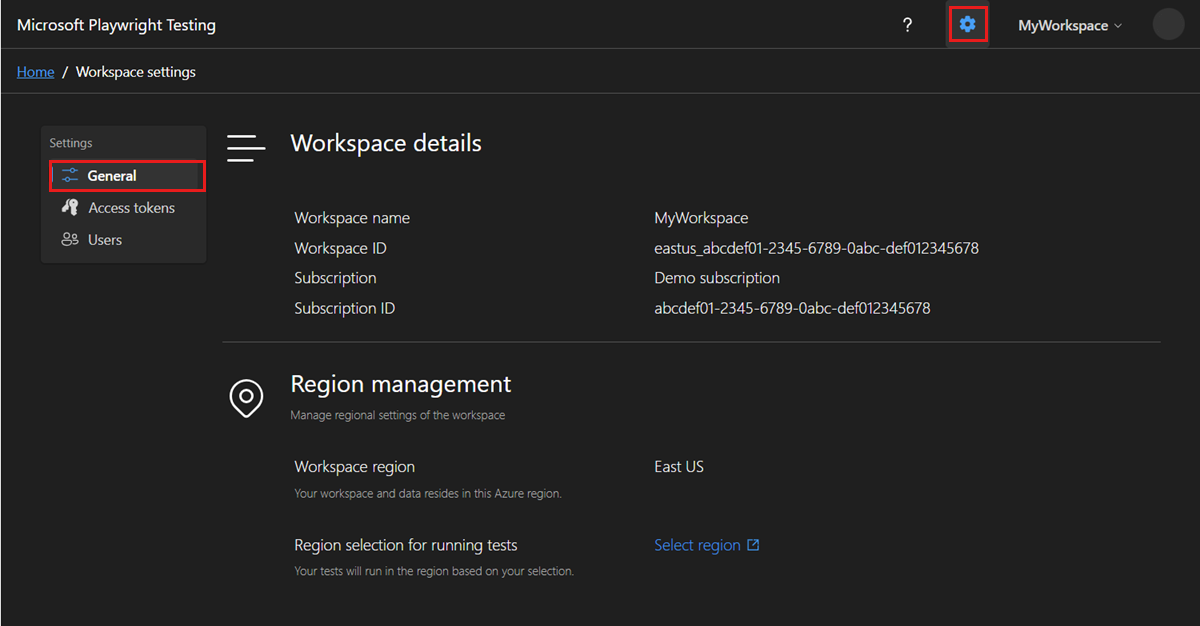 Microsoft Playwright Testing
? MyWorkspace
Home / Workspace settings
Settings
General
Access tokens
Users
Workspace details
Workspace name MyWorkspace
Workspace ID eastus_abcdef01-2345-6789-0abc-def012345678
Subscription Demo subscription
Subscription ID abcdef01-2345-6789-0abc-def012345678
Region management
Manage regional settings of the workspace
Workspace region East US
Your workspace and data resides in this Azure region.
Region selection for running tests Select region
Your tests will run in the region based on your selection.